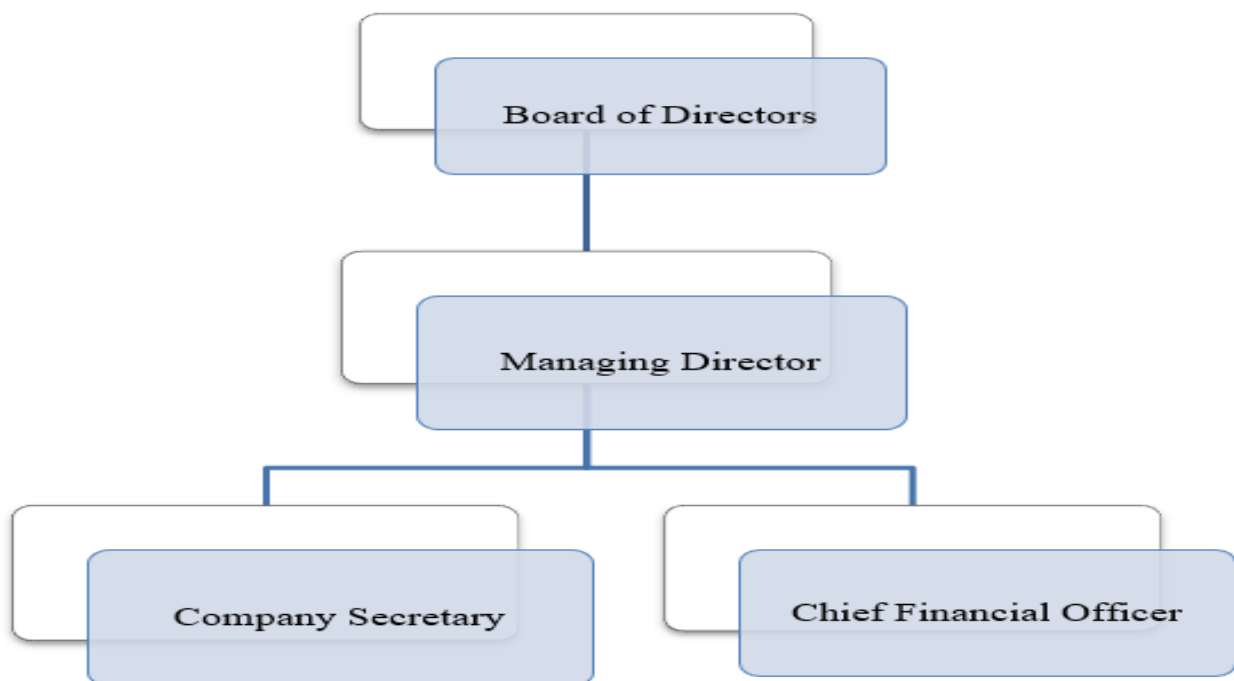 Board of Directors
Managing Director
Company Secretary
Chief Financial Officer